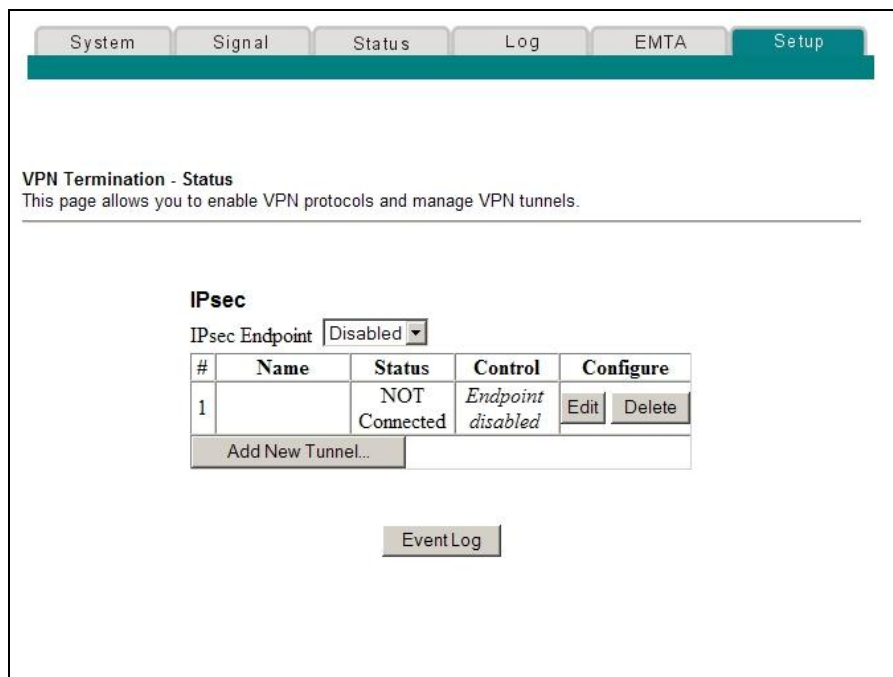 System Signal Status Log EMTA Setup
VPN Termination - Status
This page allows you to enable VPN protocols and manage VPN tunnels.
IPsec
IPsec Endpoint Disabled
# Name Status Control Configure
1 NOT Connected Endpoint disabled Edit Delete
Add New Tunnel...
Event Log